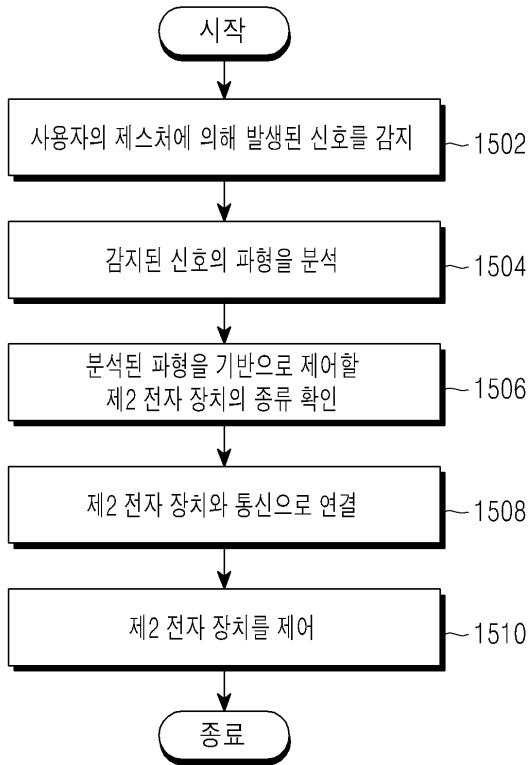 시작
사용자의 제스처에 의해 발생된 신호를 감지
1502
감지된 신호의 파형을 분석
1504
분석된 파형을 기반으로 제어할
제2 전자 장치의 종류 확인
1506
제2 전자 장치와 통신으로 연결
1508
제2 전자 장치를 제어
1510
종료